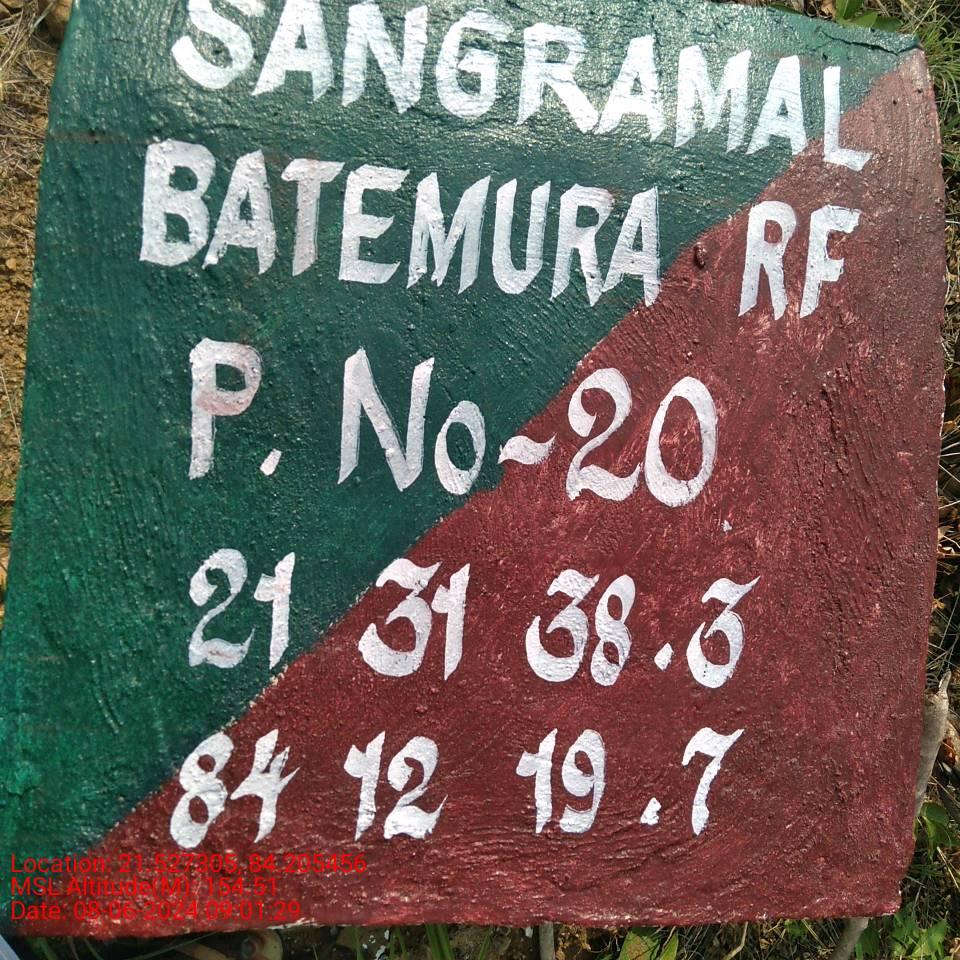 SANGRAMAL
BATEMURA RF
P. No-20
21 31 38.3
84 12 19.7
Location: 21.527305, 84.205456
MSL Altitude(M): 154.51
Date: 08-06-2024 09:01:29